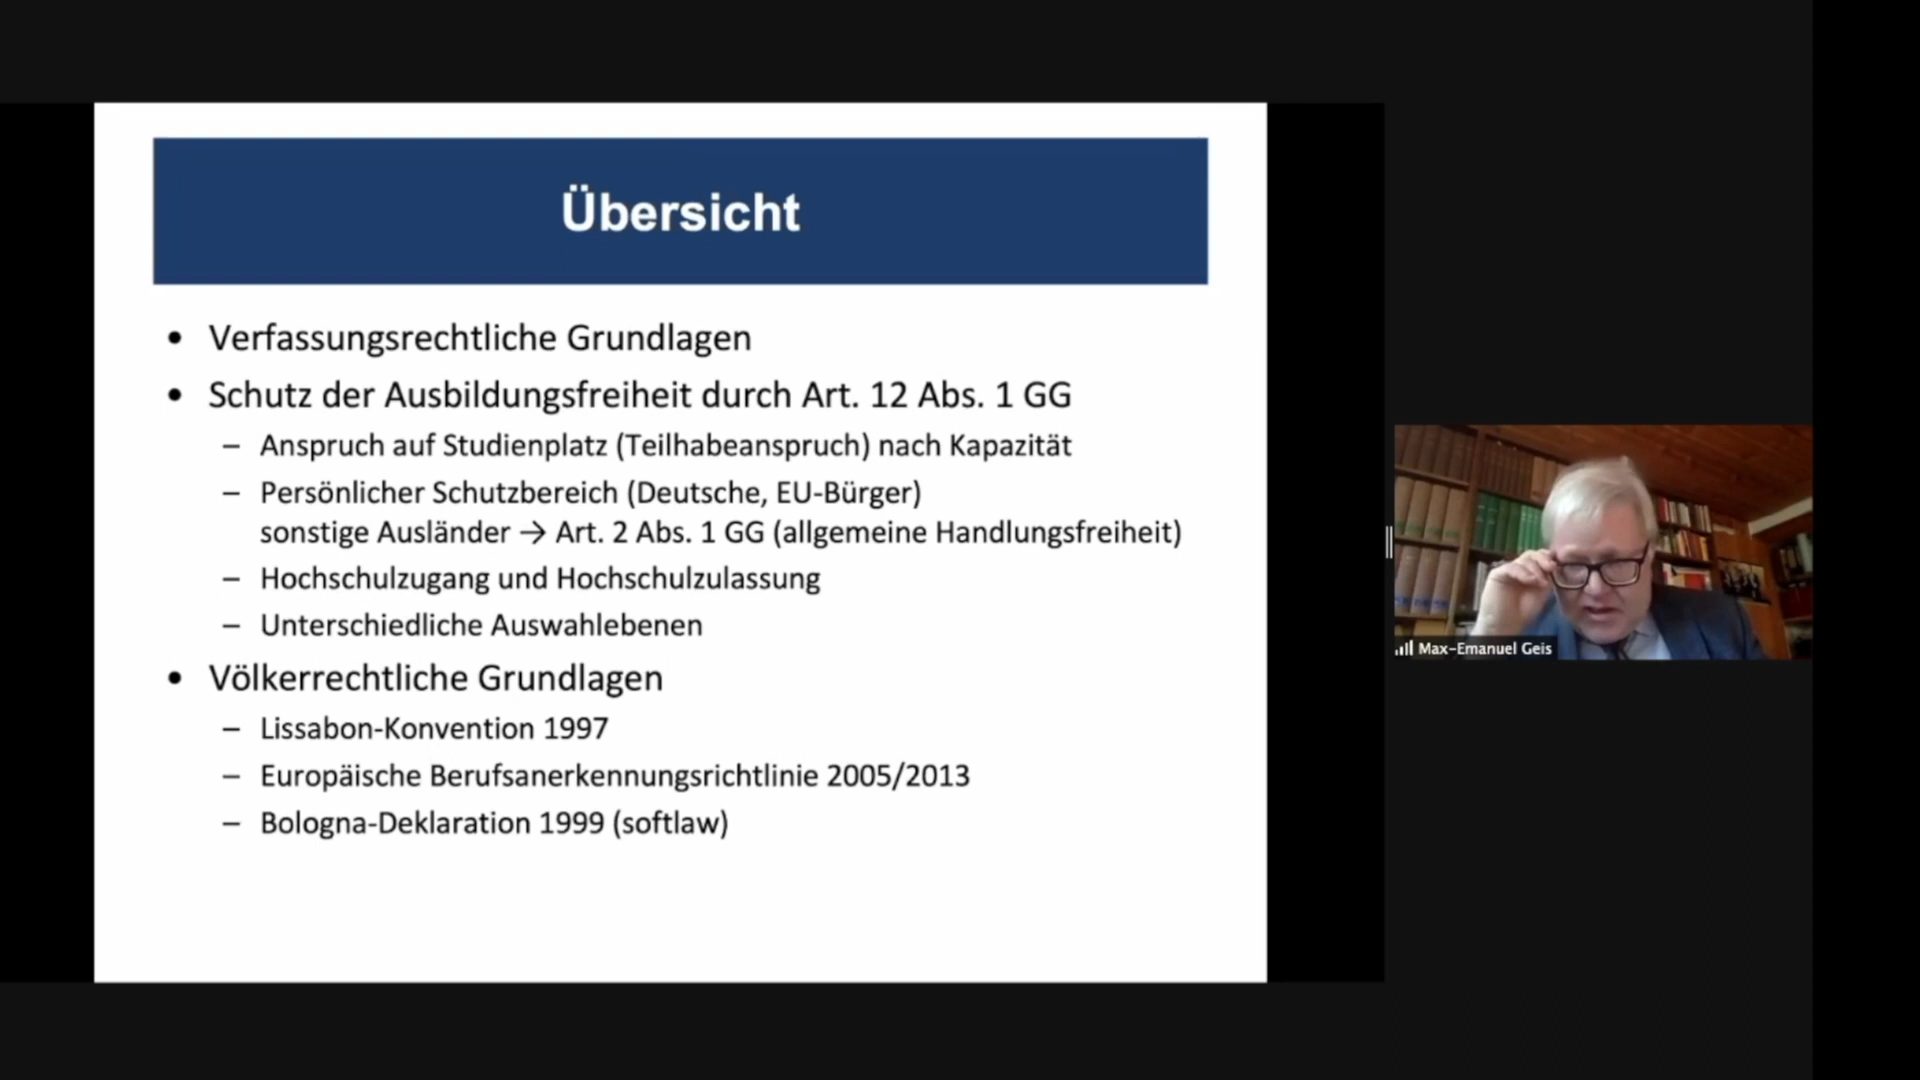 Übersicht
• Verfassungsrechtliche Grundlagen
• Schutz der Ausbildungsfreiheit durch Art. 12 Abs. 1 GG
– Anspruch auf Studienplatz (Teilhabeanspruch) nach Kapazität
– Persönlicher Schutzbereich (Deutsche, EU-Bürger)
sonstige Ausländer → Art. 2 Abs. 1 GG (allgemeine Handlungsfreiheit)
– Hochschulzugang und Hochschulzulassung
– Unterschiedliche Auswahlebenen
• Völkerrechtliche Grundlagen
– Lissabon-Konvention 1997
– Europäische Berufsanerkennungsrichtlinie 2005/2013
– Bologna-Deklaration 1999 (softlaw)
Max-Emanuel Geis